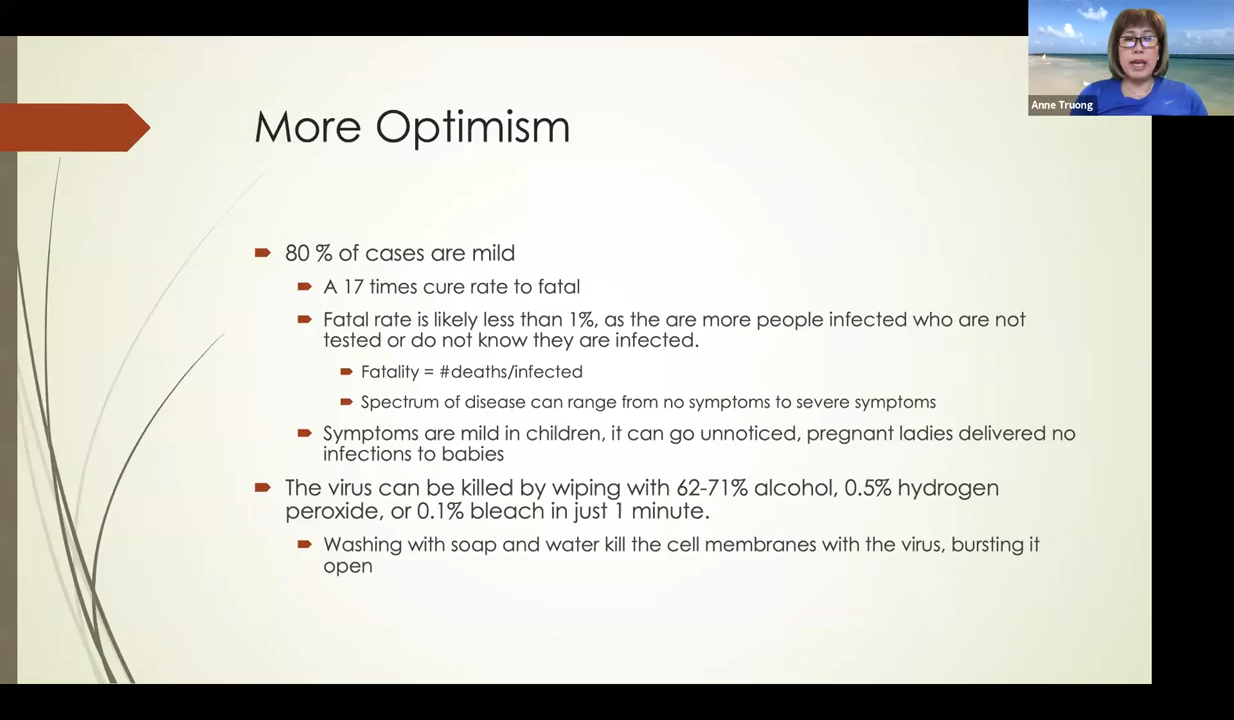 Anne Truong
More Optimism
80 % of cases are mild
A 17 times cure rate to fatal
Fatal rate is likely less than 1%, as the are more people infected who are not
tested or do not know they are infected.
Fatality = #deaths/infected
Spectrum of disease can range from no symptoms to severe symptoms
Symptoms are mild in children, it can go unnoticed, pregnant ladies delivered no
infections to babies
The virus can be killed by wiping with 62-71% alcohol, 0.5% hydrogen
peroxide, or 0.1% bleach in just 1 minute.
Washing with soap and water kill the cell membranes with the virus, bursting it
open